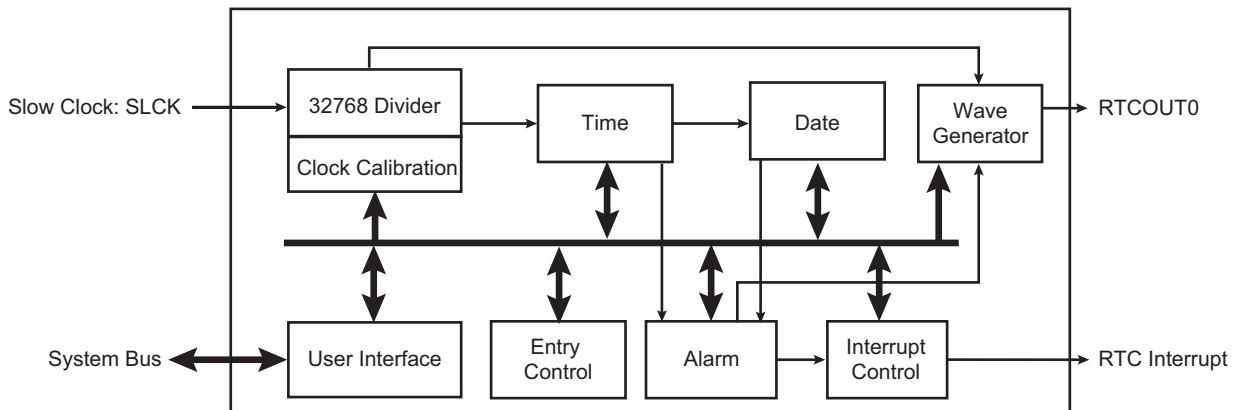 Slow Clock: SLCK
32768 Divider
Clock Calibration
Time
Date
Wave
Generator
RTCOUT0
System Bus
User Interface
Entry
Control
Alarm
Interrupt
Control
RTC Interrupt